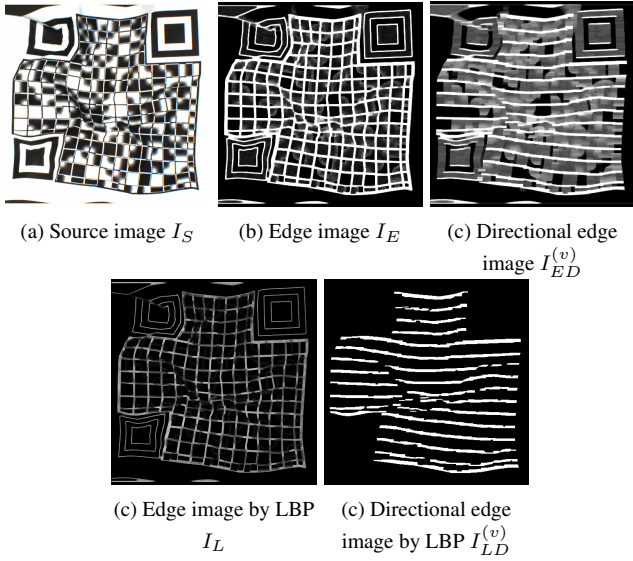 (a) Source image I_S
(b) Edge image I_E
(c) Directional edge
image I_{ED}^{(v)}
(c) Edge image by LBP
I_L
(c) Directional edge
image by LBP I_{LD}^{(v)}